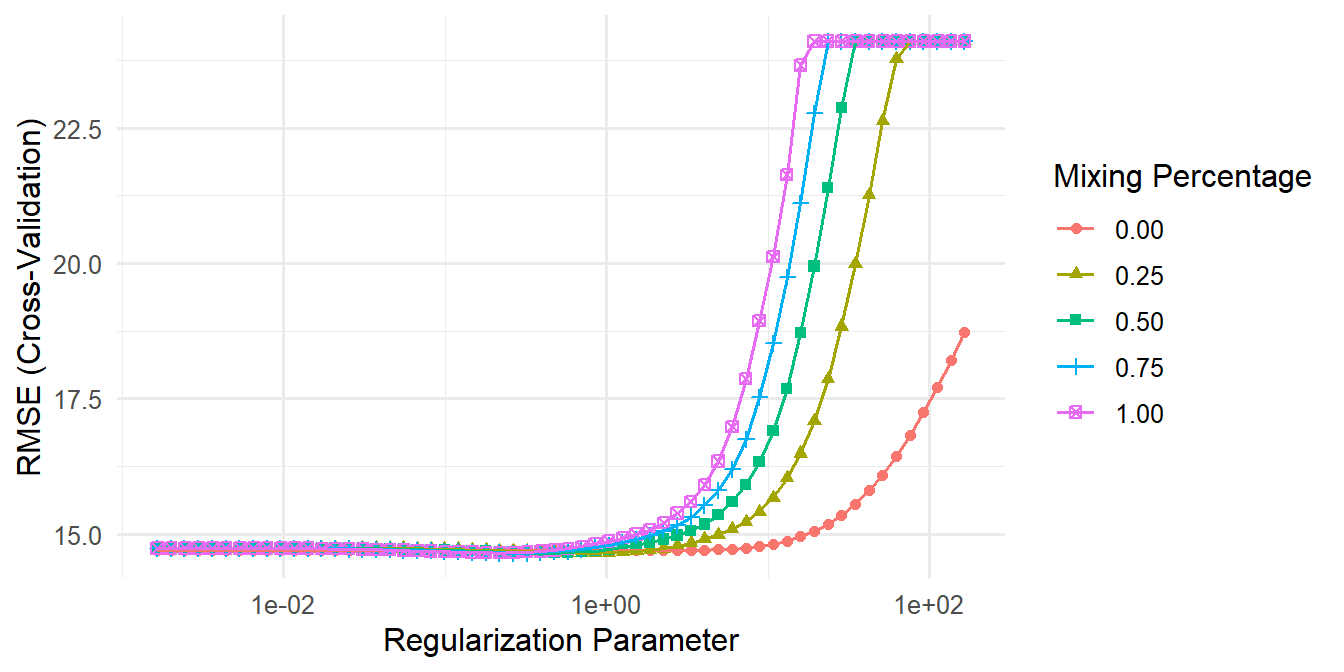 RMSE (Cross-Validation)
22.5
20.0
17.5
15.0
1e-02
1e+00
1e+02
Regularization Parameter
Mixing Percentage
0.00
0.25
0.50
0.75
1.00